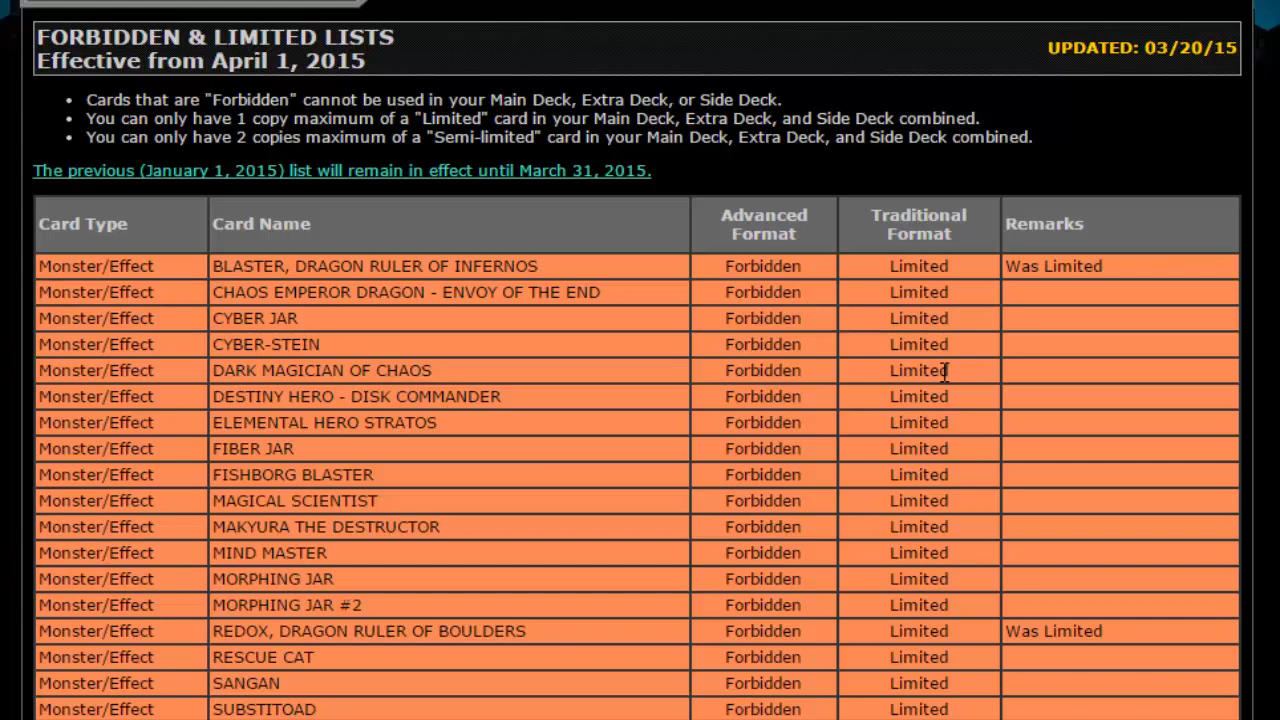 FORBIDDEN & LIMITED LISTS
Effective from April 1, 2015
UPDATED: 03/20/15
• Cards that are "Forbidden" cannot be used in your Main Deck, Extra Deck, or Side Deck.
• You can only have 1 copy maximum of a "Limited" card in your Main Deck, Extra Deck, and Side Deck combined.
• You can only have 2 copies maximum of a "Semi-limited" card in your Main Deck, Extra Deck, and Side Deck combined.
The previous (January 1, 2015) list will remain in effect until March 31, 2015.
Card Type Card Name Advanced Format Traditional Format Remarks
Monster/Effect BLASTER, DRAGON RULER OF INFERNOS Forbidden Limited Was Limited
Monster/Effect CHAOS EMPEROR DRAGON - ENVOY OF THE END Forbidden Limited
Monster/Effect CYBER JAR Forbidden Limited
Monster/Effect CYBER-STEIN Forbidden Limited
Monster/Effect DARK MAGICIAN OF CHAOS Forbidden Limited
Monster/Effect DESTINY HERO - DISK COMMANDER Forbidden Limited
Monster/Effect ELEMENTAL HERO STRATOS Forbidden Limited
Monster/Effect FIBER JAR Forbidden Limited
Monster/Effect FISHBORG BLASTER Forbidden Limited
Monster/Effect MAGICAL SCIENTIST Forbidden Limited
Monster/Effect MAKYURA THE DESTRUCTOR Forbidden Limited
Monster/Effect MIND MASTER Forbidden Limited
Monster/Effect MORPHING JAR Forbidden Limited
Monster/Effect MORPHING JAR #2 Forbidden Limited
Monster/Effect REDOX, DRAGON RULER OF BOULDERS Forbidden Limited Was Limited
Monster/Effect RESCUE CAT Forbidden Limited
Monster/Effect SANGAN Forbidden Limited
Monster/Effect SUBSTITOAD Forbidden Limited